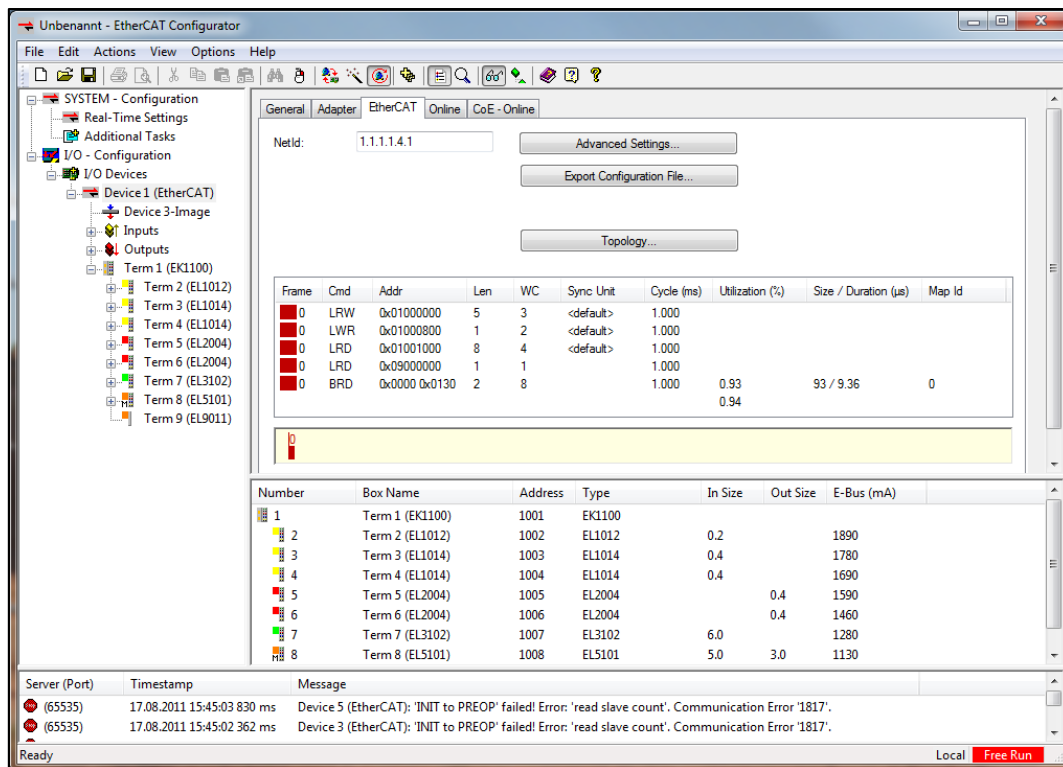 Unbenannt - EtherCAT Configurator
File Edit Actions View Options Help
SYSTEM - Configuration
Real-Time Settings
Additional Tasks
I/O - Configuration
I/O Devices
Device 1 (EtherCAT)
Device 3-Image
Inputs
Outputs
Term 1 (EK1100)
Term 2 (EL1012)
Term 3 (EL1014)
Term 4 (EL1014)
Term 5 (EL2004)
Term 6 (EL2004)
Term 7 (EL3102)
Term 8 (EL5101)
Term 9 (EL9011)
General Adapter EtherCAT Online CoE - Online
NetId: 1.1.1.1.4.1
Advanced Settings...
Export Configuration File...
Topology...
Frame Cmd Addr Len WC Sync Unit Cycle (ms) Utilization (%) Size / Duration (µs) Map Id
0 LRW 0x01000000 5 3 <default> 1.000
0 LWR 0x01000800 1 2 <default> 1.000
0 LRD 0x01001000 8 4 <default> 1.000
0 LRD 0x09000000 1 1 1.000
0 BRD 0x0000 0x0130 2 8 1.000 0.93 93 / 9.36 0
0.94
0
Number Box Name Address Type In Size Out Size E-Bus (mA)
1 Term 1 (EK1100) 1001 EK1100
2 Term 2 (EL1012) 1002 EL1012 0.2 1890
3 Term 3 (EL1014) 1003 EL1014 0.4 1780
4 Term 4 (EL1014) 1004 EL1014 0.4 1690
5 Term 5 (EL2004) 1005 EL2004 0.4 1590
6 Term 6 (EL2004) 1006 EL2004 0.4 1460
7 Term 7 (EL3102) 1007 EL3102 6.0 1280
8 Term 8 (EL5101) 1008 EL5101 5.0 3.0 1130
Server (Port) Timestamp Message
(65535) 17.08.2011 15:45:03 830 ms Device 5 (EtherCAT): 'INIT to PREOP' failed! Error: 'read slave count'. Communication Error '1817'.
(65535) 17.08.2011 15:45:02 362 ms Device 3 (EtherCAT): 'INIT to PREOP' failed! Error: 'read slave count'. Communication Error '1817'.
Ready Local Free Run